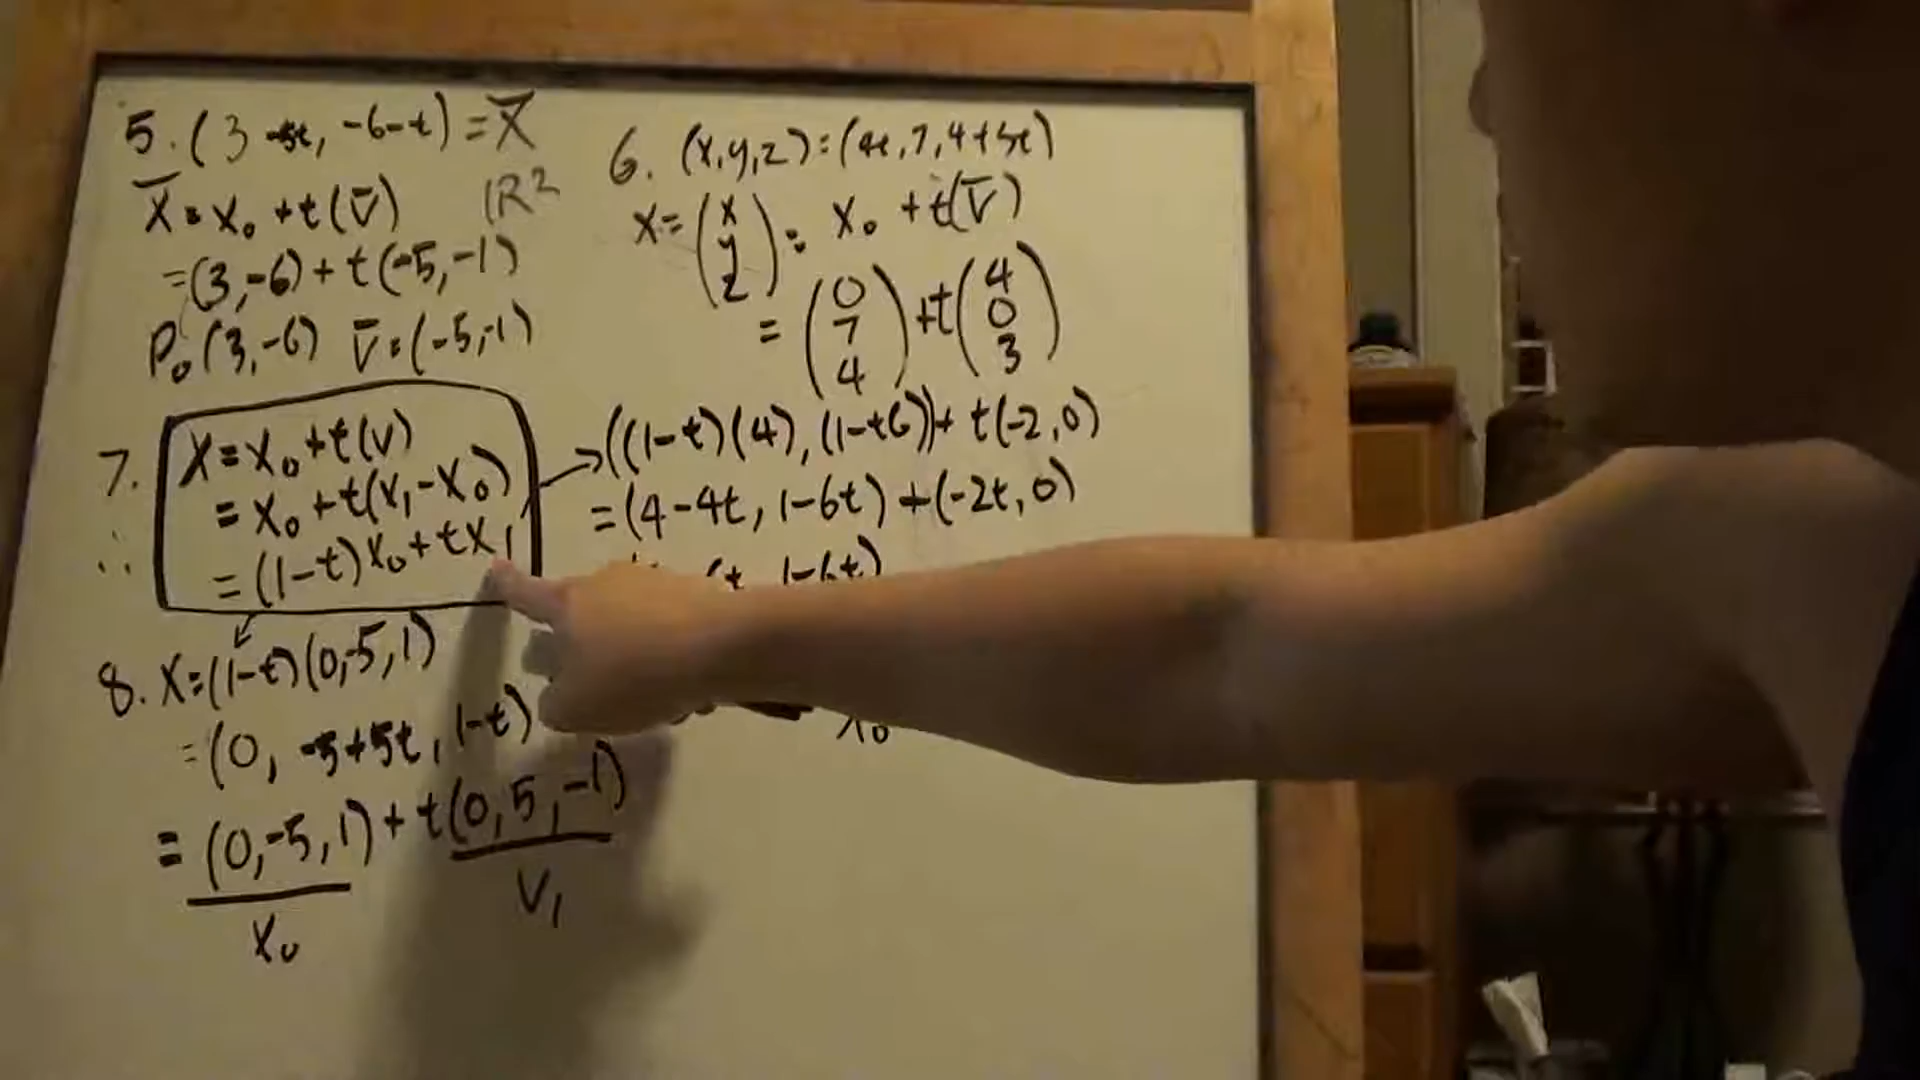 5. (3 -5t, -6-t) = X̄
X̄ = X₀ + t(v̄) ℝ²
= (3,-6) + t(-5,-1)
P₀(3,-6) v̄ = (-5,-1)
6. (x,y,z) = (4t, 7, 4+3t)
X = (x y z) = X₀ + t(v̄)
= (0 7 4) + t(4 0 3)
7. X = X₀ + t(v)
= X₀ + t(X₁ - X₀)
∴ = (1-t)X₀ + tX₁
→ ((1-t)(4), (1-t6)) + t(-2,0)
= (4-4t, 1-6t) + (-2t, 0)
6t, 1-6t)
X₀
8. X = (1-t)(0,-5,1)
= (0, -5+5t, 1-t)
= (0,-5,1) + t(0,5,-1)
X₀ V₁